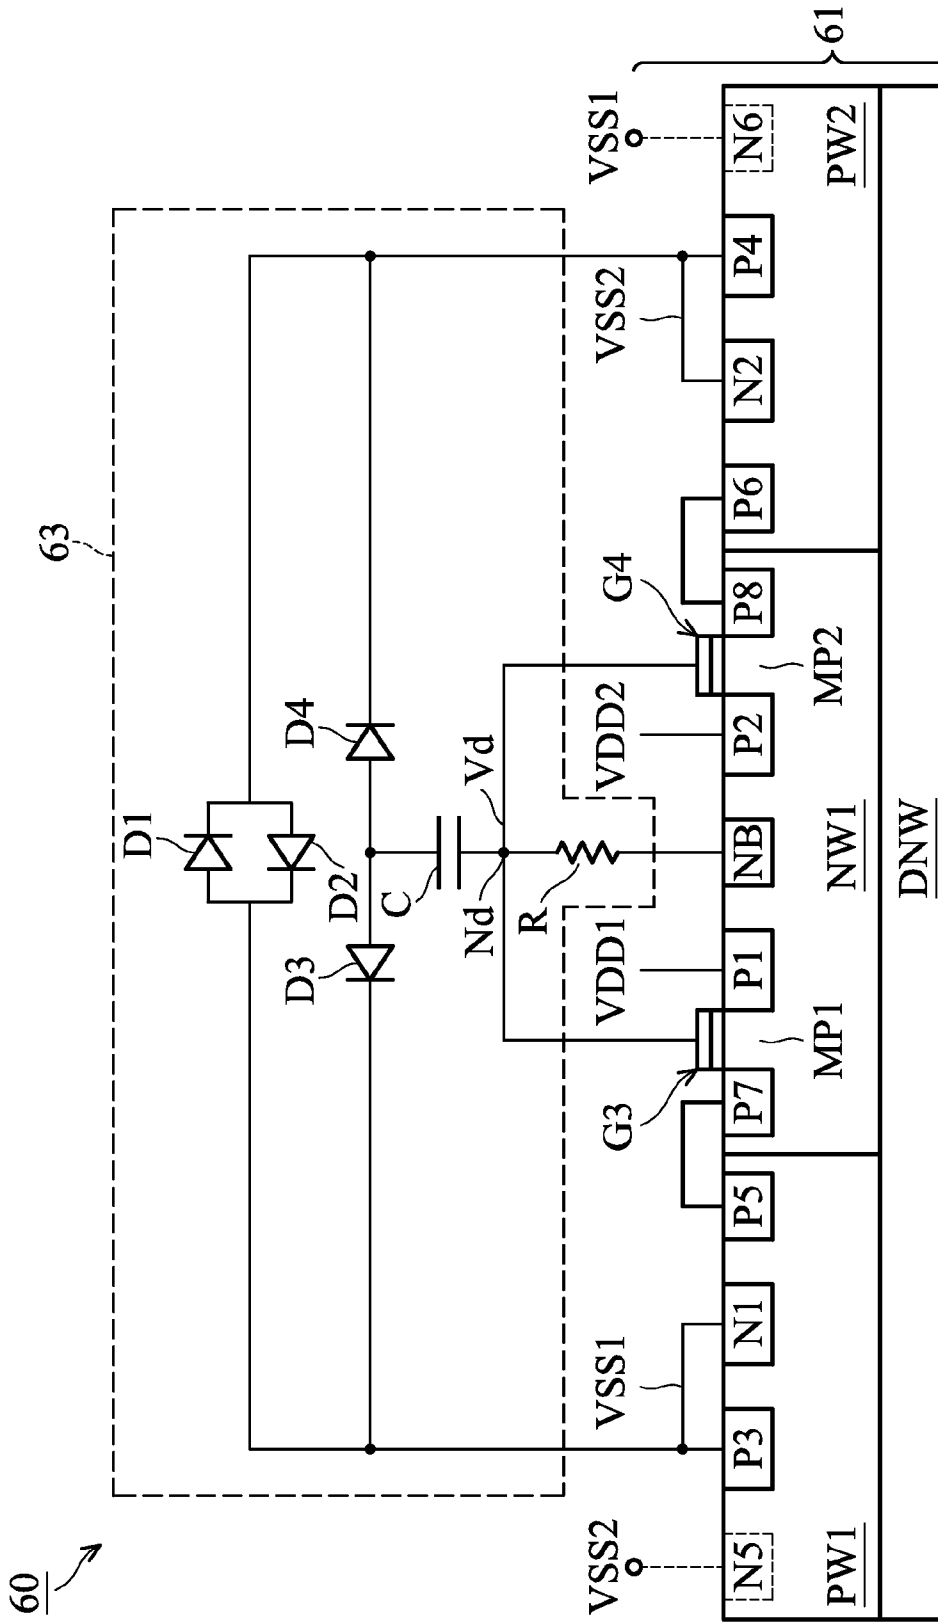 60
63
D1
D2
D3
D4
C
Nd
Vd
R
VSS2
VSS1
VDD1
VDD2
VSS2
VSS1
G3
G4
61
N5
P3
N1
P5
P7
P1
NB
P2
P8
P6
N2
P4
N6
MP1
MP2
PW1
NW1
PW2
DNW